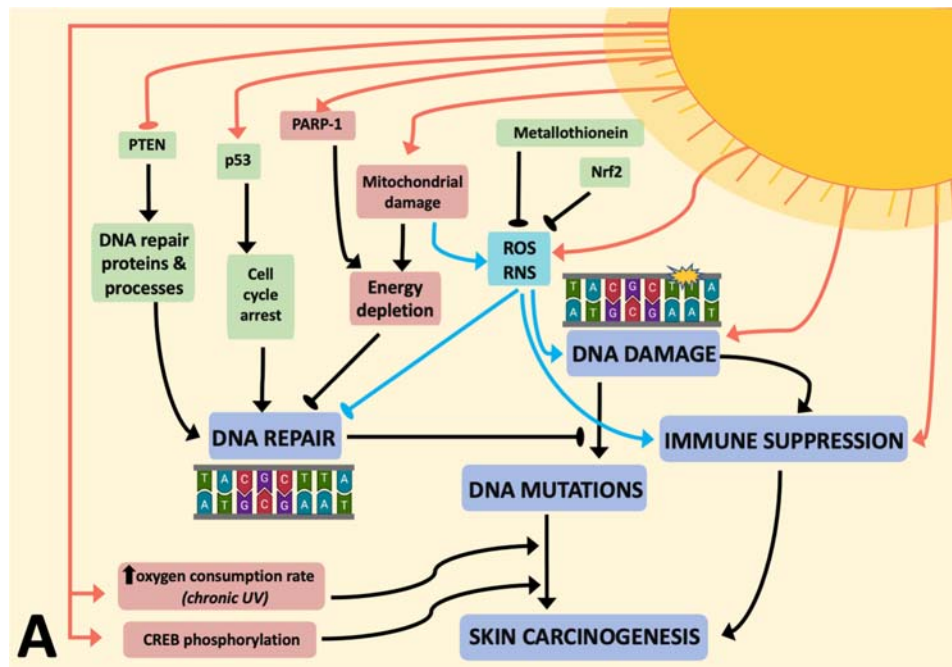 PTEN
p53
PARP-1
Metallothionein
Nrf2
Mitochondrial
damage
ROS
RNS
DNA repair
proteins &
processes
Cell
cycle
arrest
Energy
depletion
T A C G C T T A
A T G C G A A T
DNA DAMAGE
DNA REPAIR
IMMUNE SUPPRESSION
T A C G C T T A
A T G C G A A T
DNA MUTATIONS
oxygen consumption rate
(chronic UV)
CREB phosphorylation
SKIN CARCINOGENESIS
A